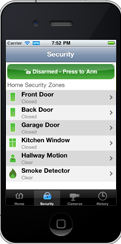 Carrier
7:52 PM
Security
Disarmed - Press to Arm
Home Security Zones
Front Door
Closed
Back Door
Closed
Garage Door
Closed
Kitchen Window
Closed
Hallway Motion
Clear
Smoke Detector
Clear
Home
Security
Cameras
History